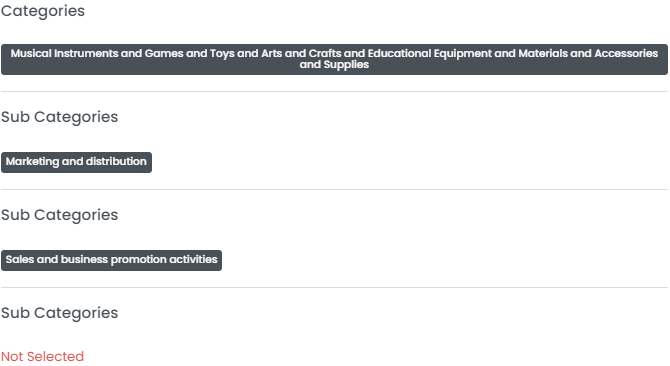 Categories
Musical Instruments and Games and Toys and Arts and Crafts and Educational Equipment and Materials and Accessories
and Supplies
Sub Categories
Marketing and distribution
Sub Categories
Sales and business promotion activities
Sub Categories
Not Selected